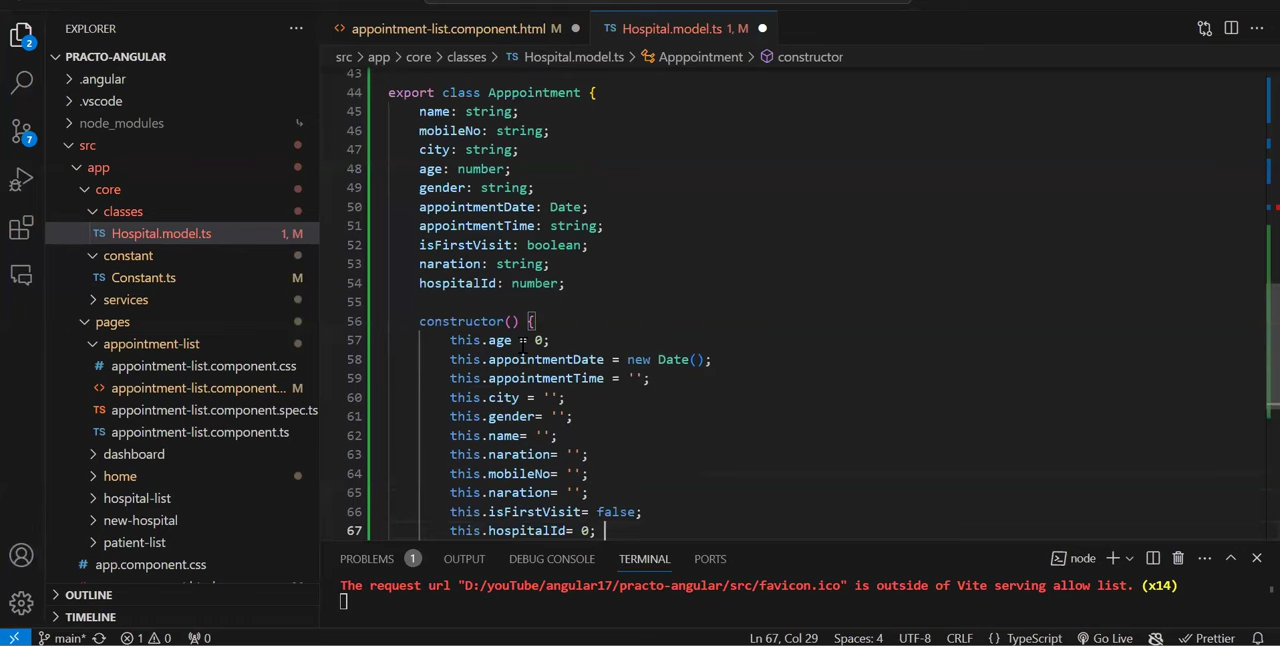 EXPLORER
PRACTO-ANGULAR
.angular
.vscode
node_modules
src
app
core
classes
TS Hospital.model.ts 1, M
constant
TS Constant.ts M
services
pages
appointment-list
# appointment-list.component.css
<> appointment-list.component... M
TS appointment-list.component.spec.ts
TS appointment-list.component.ts
dashboard
home
hospital-list
new-hospital
patient-list
# app.component.css
OUTLINE
TIMELINE
2
7
<> appointment-list.component.html M
TS Hospital.model.ts 1, M
src > app > core > classes > TS Hospital.model.ts > Apppointment > constructor
43
44 export class Apppointment {
45 name: string;
46 mobileNo: string;
47 city: string;
48 age: number;
49 gender: string;
50 appointmentDate: Date;
51 appointmentTime: string;
52 isFirstVisit: boolean;
53 naration: string;
54 hospitalId: number;
55
56 constructor() {
57 this.age = 0;
58 this.appointmentDate = new Date();
59 this.appointmentTime = '';
60 this.city = '';
61 this.gender= '';
62 this.name= '';
63 this.naration= '';
64 this.mobileNo= '';
65 this.naration= '';
66 this.isFirstVisit= false;
67 this.hospitalId= 0;
PROBLEMS 1 OUTPUT DEBUG CONSOLE TERMINAL PORTS node
The request url "D:/youTube/angular17/practo-angular/src/favicon.ico" is outside of Vite serving allow list. (x14)
main* 1 0 0 Ln 67, Col 29 Spaces: 4 UTF-8 CRLF {} TypeScript Go Live Prettier